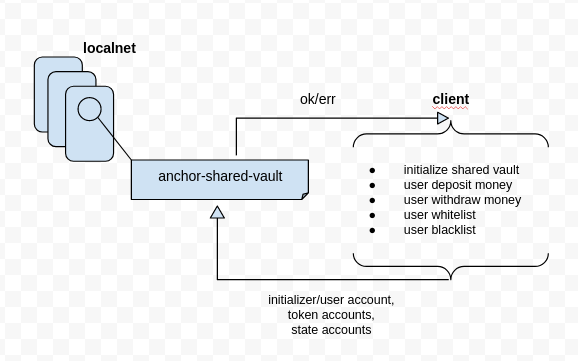 localnet
ok/err
client
anchor-shared-vault
● initialize shared vault
● user deposit money
● user withdraw money
● user whitelist
● user blacklist
initializer/user account,
token accounts,
state accounts